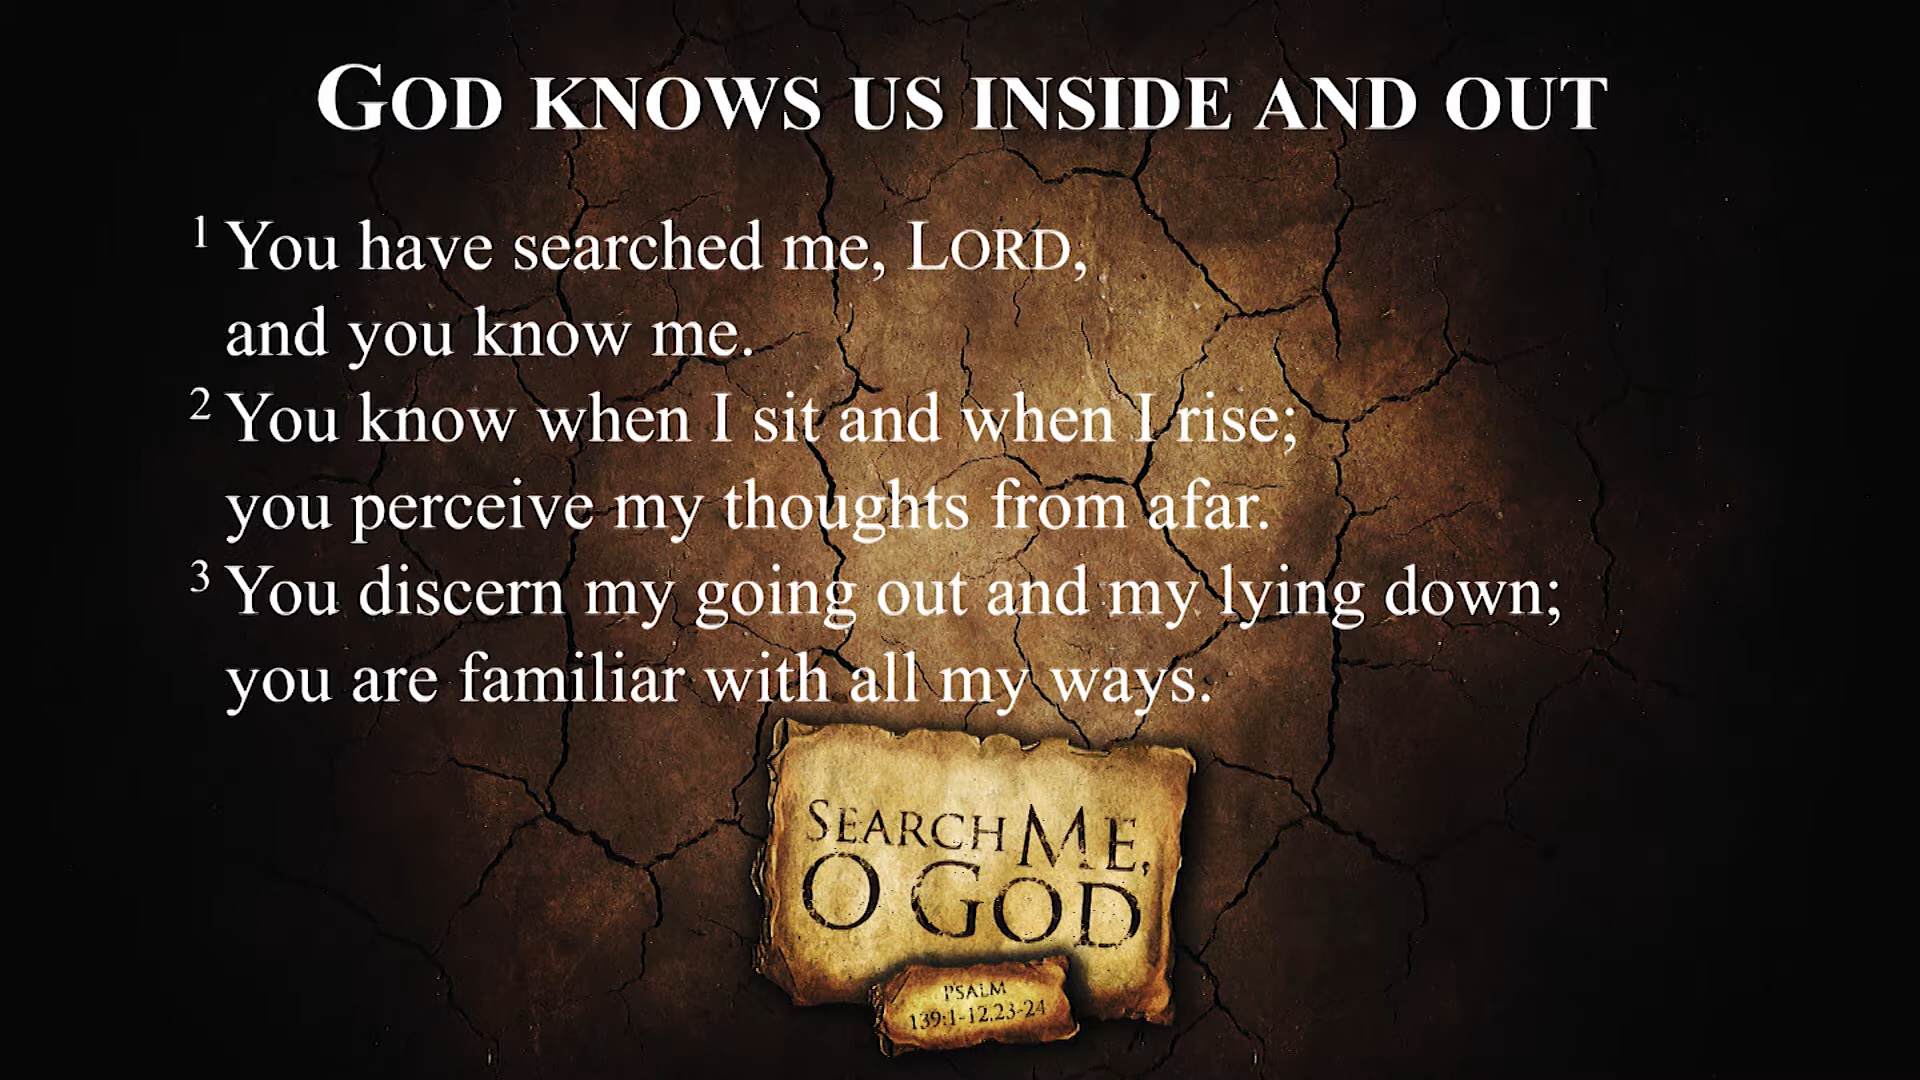 GOD KNOWS US INSIDE AND OUT
1 You have searched me, LORD,
and you know me.
2 You know when I sit and when I rise;
you perceive my thoughts from afar.
3 You discern my going out and my lying down;
you are familiar with all my ways.
SEARCH ME,
O GOD
PSALM
139:1-12,23-24